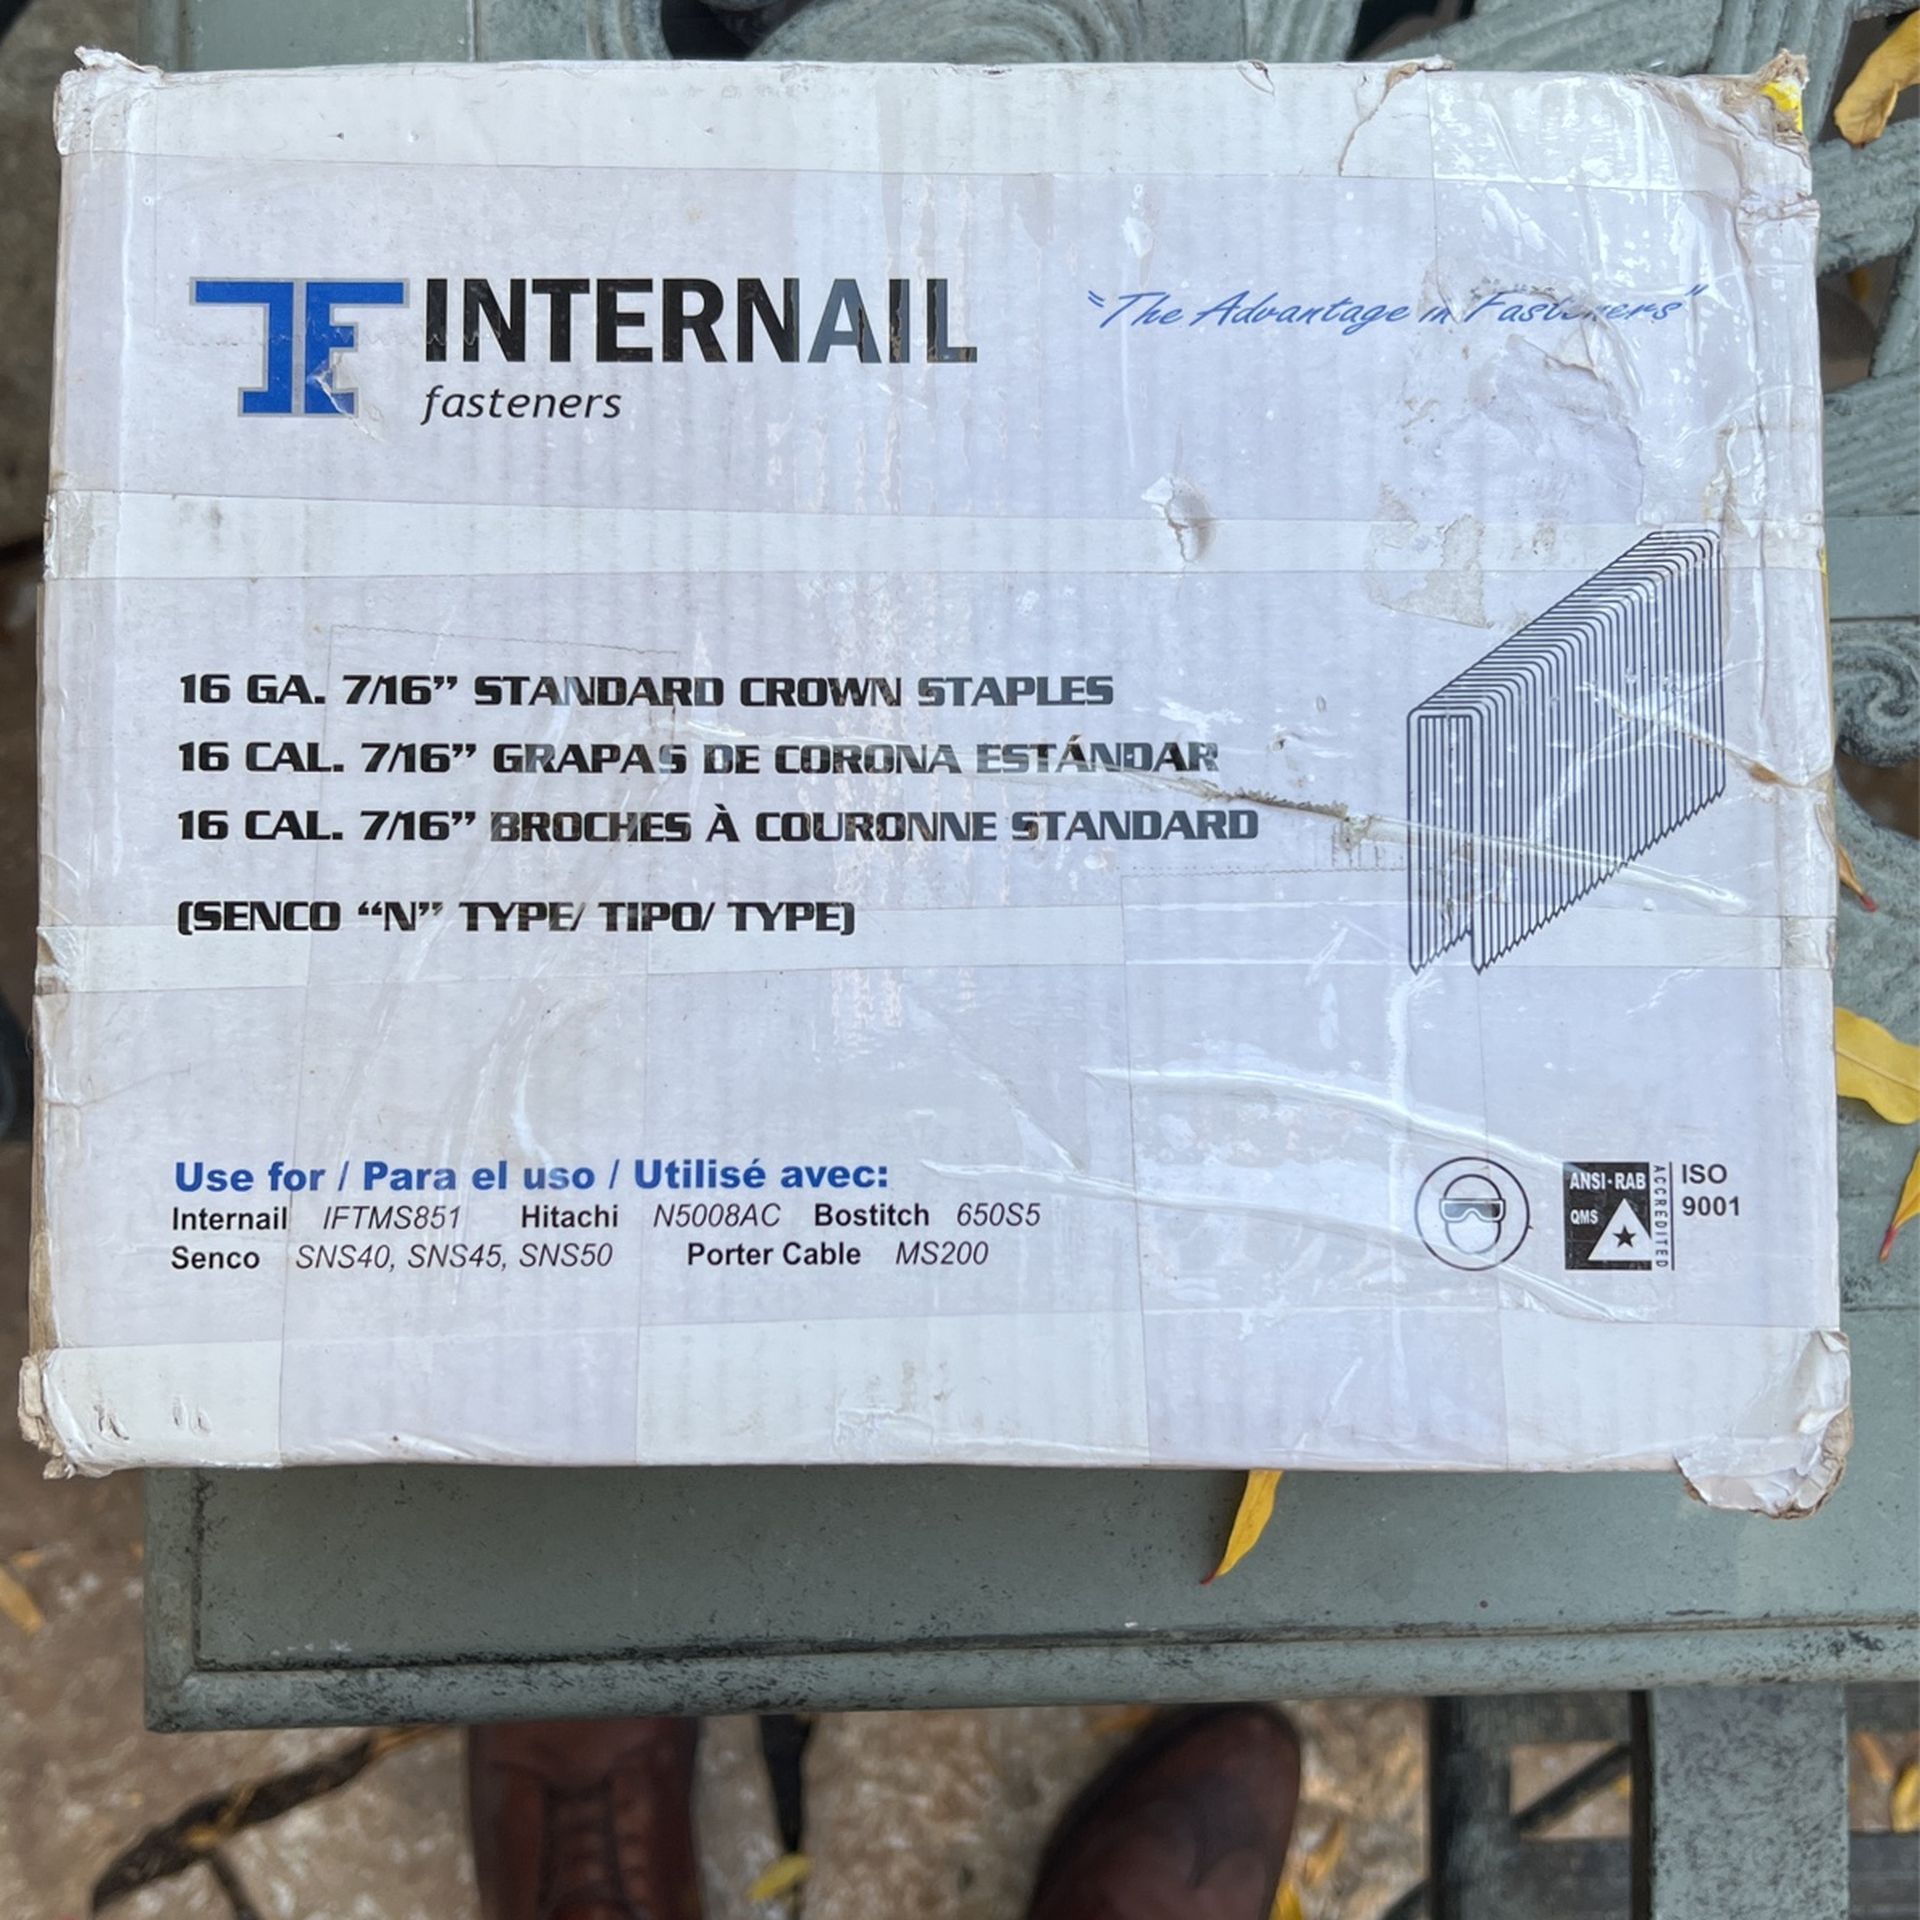 IF INTERNAIL
fasteners
"The Advantage in Fasteners"
16 GA. 7/16" STANDARD CROWN STAPLES
16 CAL. 7/16" GRAPAS DE CORONA ESTÁNDAR
16 CAL. 7/16" BROCHES À COURONNE STANDARD
(SENCO "N" TYPE/ TIPO/ TYPE)
Use for / Para el uso / Utilisé avec:
Internail IFTMS851 Hitachi N5008AC Bostitch 650S5
Senco SNS40, SNS45, SNS50 Porter Cable MS200
ANSI·RAB
QMS
ACCREDITED
ISO
9001